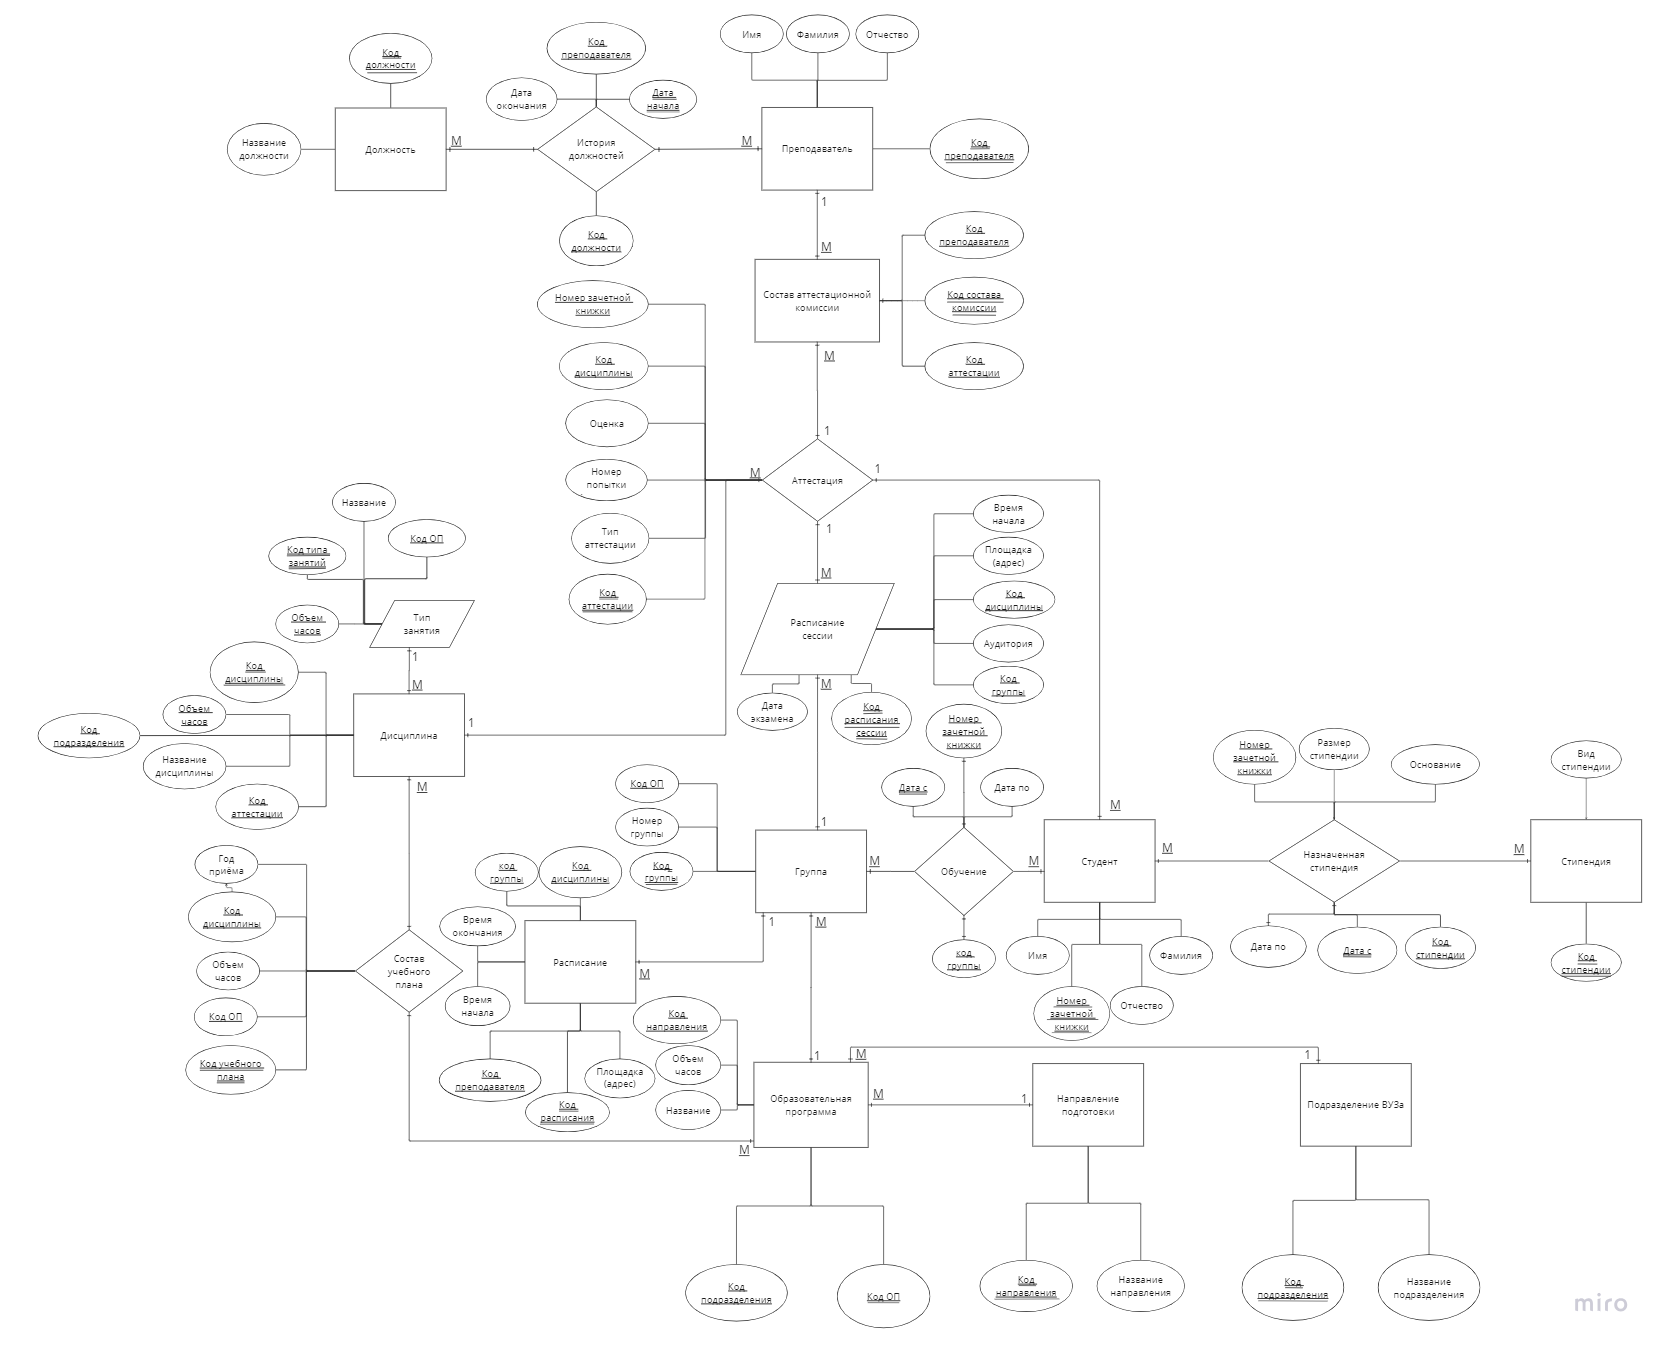 Имя
Фамилия
Отчество
Код
преподавателя
Код
должности
Дата
окончания
Дата
начала
Название
должности
Должность
М
История
должностей
М
Преподаватель
Код
преподавателя
1
Код
должности
М
Код
преподавателя
Состав аттестационной
комиссии
Код состава
комиссии
Код
аттестации
М
Номер зачетной
книжки
Код
дисциплины
Оценка
Номер
попытки
Тип
аттестации
Код
аттестации
1
М
Аттестация
1
1
М
Расписание
сессии
Время
начала
Площадка
(адрес)
Код
дисциплины
Аудитория
Код
группы
Дата
экзамена
Код
расписания
сессии
М
Название
Код ОП
Код типа
занятий
Объем
часов
Тип
занятия
1
М
Код
дисциплины
Объем
часов
Код
подразделения
Название
дисциплины
Код
аттестации
Дисциплина
1
М
Номер
зачетной
книжки
Дата с
Дата по
Код ОП
Номер
группы
Код
группы
1
Группа
М
Обучение
М
М
Студент
М
код
группы
Номер
зачетной
книжки
Размер
стипендии
Основание
Назначенная
стипендия
М
Вид
стипендии
Стипендия
Код
стипендии
Дата по
Дата с
Код
стипендии
Имя
Фамилия
Номер
зачетной
книжки
Отчество
Год
приёма
Код
дисциплины
Объем
часов
Код ОП
Код учебного
плана
Состав
учебного
плана
код
группы
Код
дисциплины
Время
окончания
Расписание
Время
начала
1
М
М
Код
преподавателя
Площадка
(адрес)
Код
расписания
Код
направления
Объем
часов
Название
1
М
Образовательная
программа
М
М
1
Направление
подготовки
1
Подразделение ВУЗа
Код
подразделения
Код ОП
Код
направления
Название
направления
Код
подразделения
Название
подразделения
miro